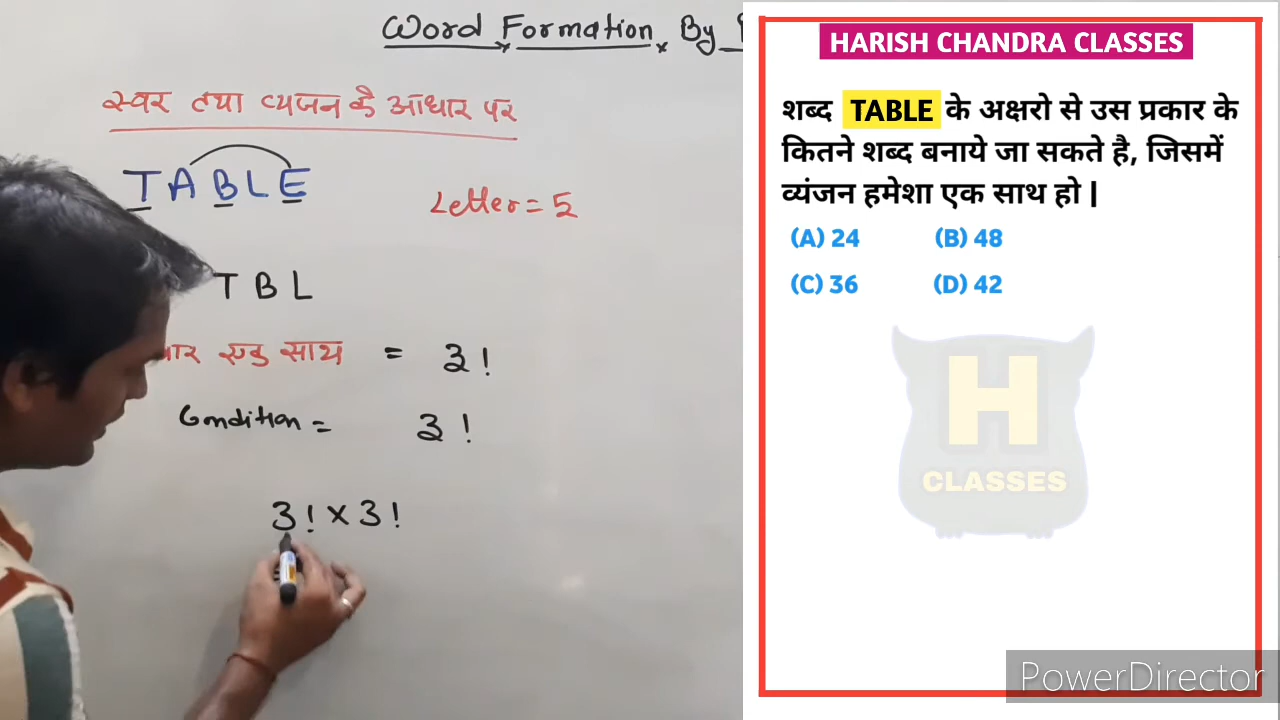 Word Formation By
स्वर तथा व्यंजन के आधार पर
TABLE
Letter = 5
TBL
एक साथ = 3!
Condition = 3!
3! × 3!
HARISH CHANDRA CLASSES
शब्द TABLE के अक्षरो से उस प्रकार के
कितने शब्द बनाये जा सकते है, जिसमें
व्यंजन हमेशा एक साथ हो |
(A) 24 (B) 48
(C) 36 (D) 42
H
CLASSES
PowerDirector